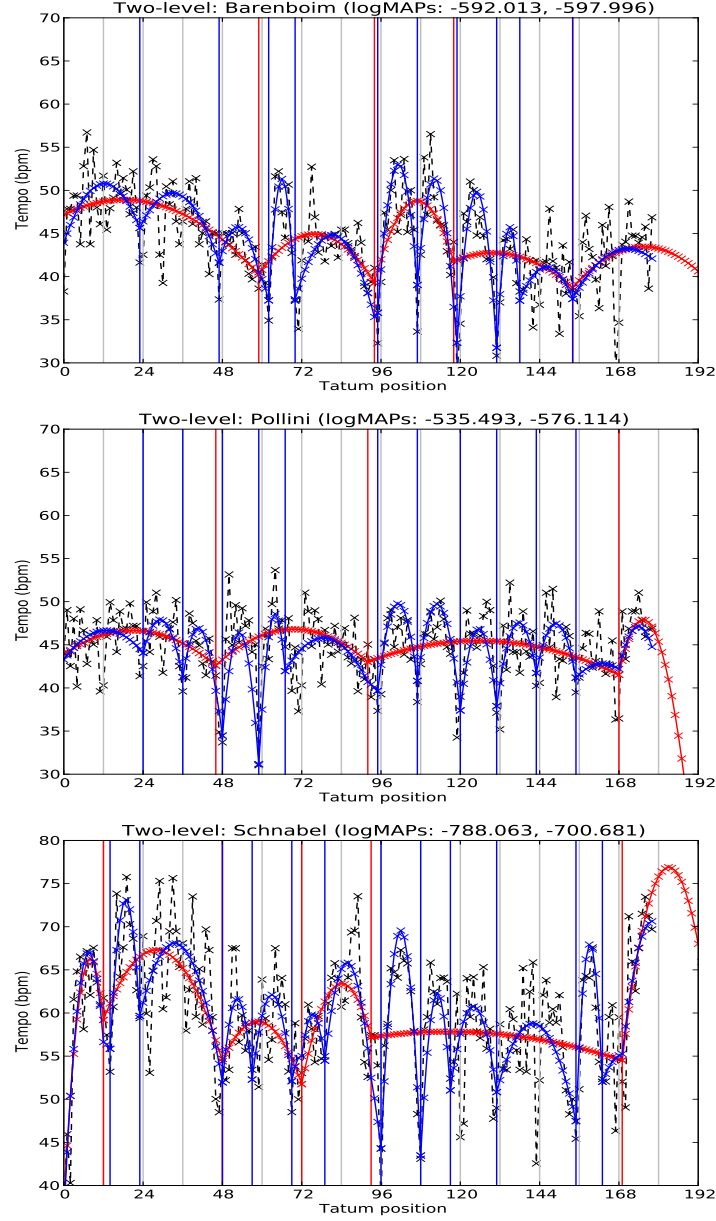 Two-level: Barenboim (logMAPs: -592.013, -597.996)
70
65
60
55
50
45
40
35
30
Tempo (bpm)
0 24 48 72 96 120 144 168 192
Tatum position
Two-level: Pollini (logMAPs: -535.493, -576.114)
70
65
60
55
50
45
40
35
30
Tempo (bpm)
0 24 48 72 96 120 144 168 192
Tatum position
Two-level: Schnabel (logMAPs: -788.063, -700.681)
80
75
70
65
60
55
50
45
40
Tempo (bpm)
0 24 48 72 96 120 144 168 192
Tatum position